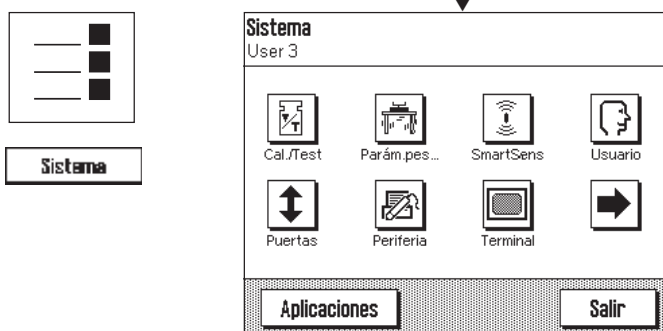 Sistema
Sistema
User 3
Cal./Test
Parám.pes...
SmartSens
Usuario
Puertas
Periferia
Terminal
Aplicaciones
Salir